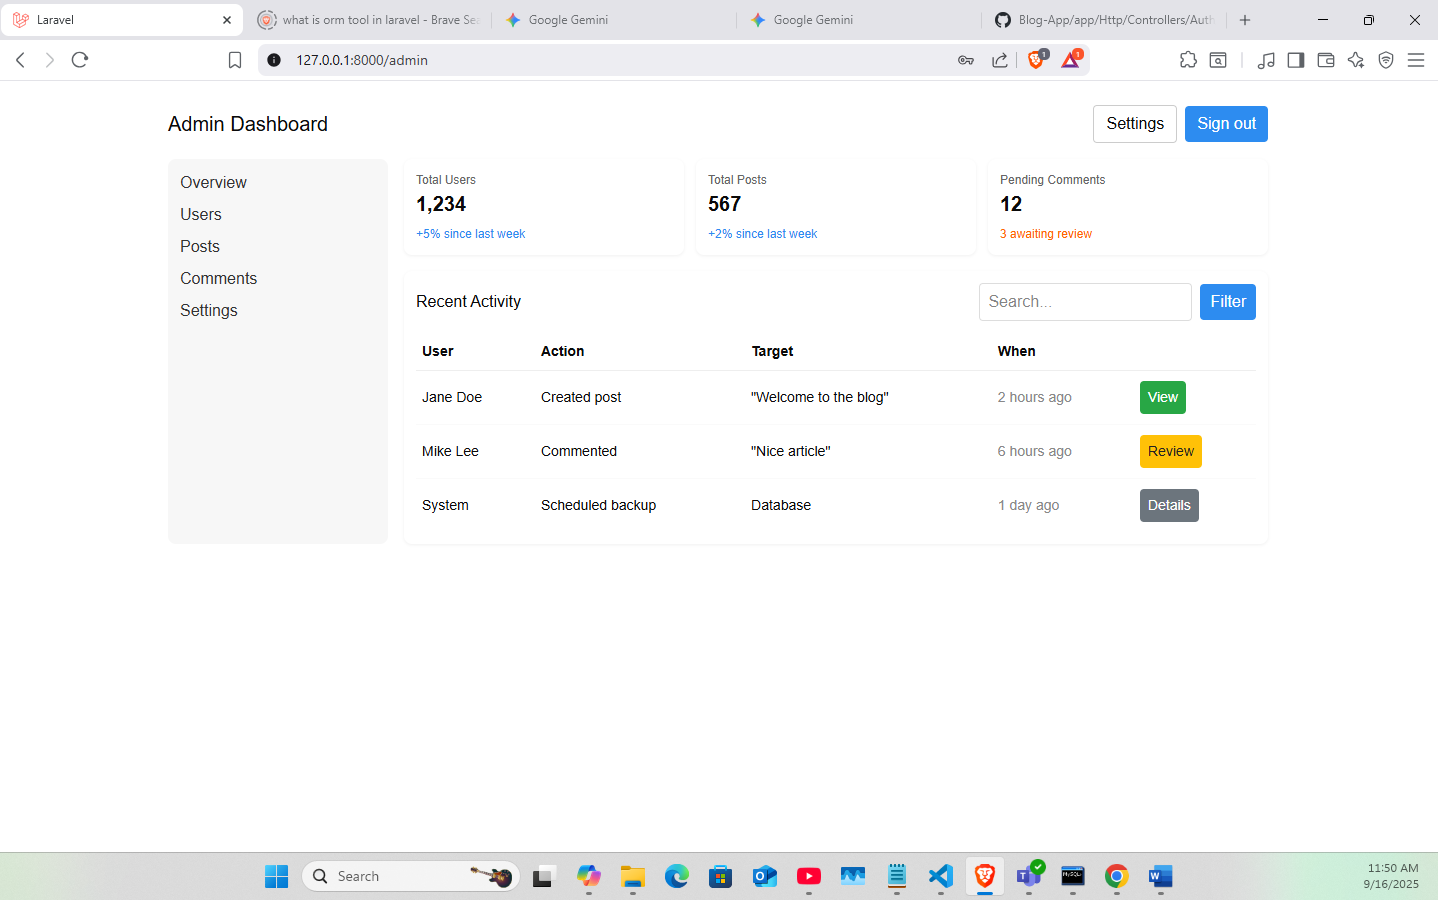 Laravel
what is orm tool in laravel - Brave Sea
Google Gemini
Google Gemini
Blog-App/app/Http/Controllers/Auth
127.0.0.1:8000/admin
1
1
Admin Dashboard
Settings
Sign out
Overview
Users
Posts
Comments
Settings
Total Users
1,234
+5% since last week
Total Posts
567
+2% since last week
Pending Comments
12
3 awaiting review
Recent Activity
Search...
Filter
User Action Target When
Jane Doe Created post "Welcome to the blog" 2 hours ago View
Mike Lee Commented "Nice article" 6 hours ago Review
System Scheduled backup Database 1 day ago Details
Search
MySQL
11:50 AM
9/16/2025